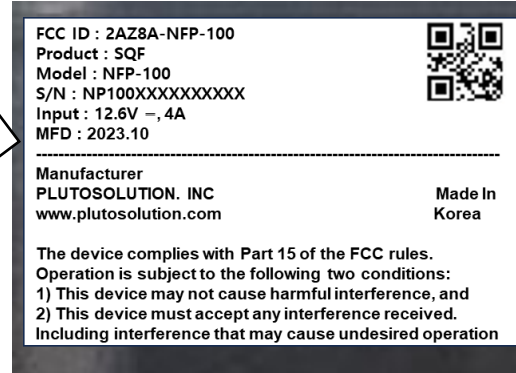 FCC ID : 2AZ8A-NFP-100
Product : SQF
Model : NFP-100
S/N : NP100XXXXXXXXXX
Input : 12.6V ⎓, 4A
MFD : 2023.10
--------------------------------------------------------------------------------
Manufacturer
PLUTOSOLUTION. INC Made In
www.plutosolution.com Korea
The device complies with Part 15 of the FCC rules.
Operation is subject to the following two conditions:
1) This device may not cause harmful interference, and
2) This device must accept any interference received.
Including interference that may cause undesired operation